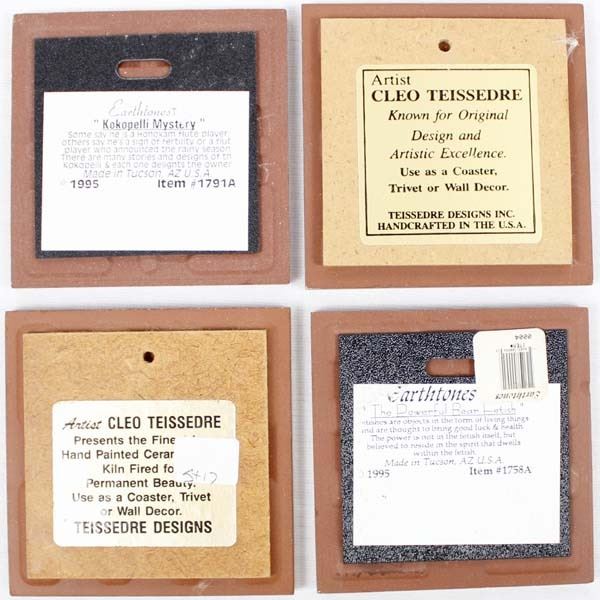 Earthtones
" Kokopelli Mystery "
Some say he is a Hohokam flute player,
others say he's a sign of fertility or a flut
player who announced the rainy season.
There are many stories and designs of th
Kokopelli & each one delights the owner
Made in Tucson, AZ U.S.A
© 1995 Item #1791A
Artist
CLEO TEISSEDRE
Known for Original
Design and
Artistic Excellence.
Use as a Coaster,
Trivet or Wall Decor.
TEISSEDRE DESIGNS INC.
HANDCRAFTED IN THE U.S.A.
Artist CLEO TEISSEDRE
Presents the Fine
Hand Painted Ceram
Kiln Fired fo
Permanent Beauty.
Use as a Coaster, Trivet
or Wall Decor.
TEISSEDRE DESIGNS
Earthtones
" The Powerful Bear Fetish "
etishes are objects in the form of living things
and are thought to bring good luck & health.
The power is not in the fetish itself, but
believed to reside in the spirit that dwells
within the fetish.
Made in Tucson, AZ U.S.A
1995 Item #1758A
Earthtones